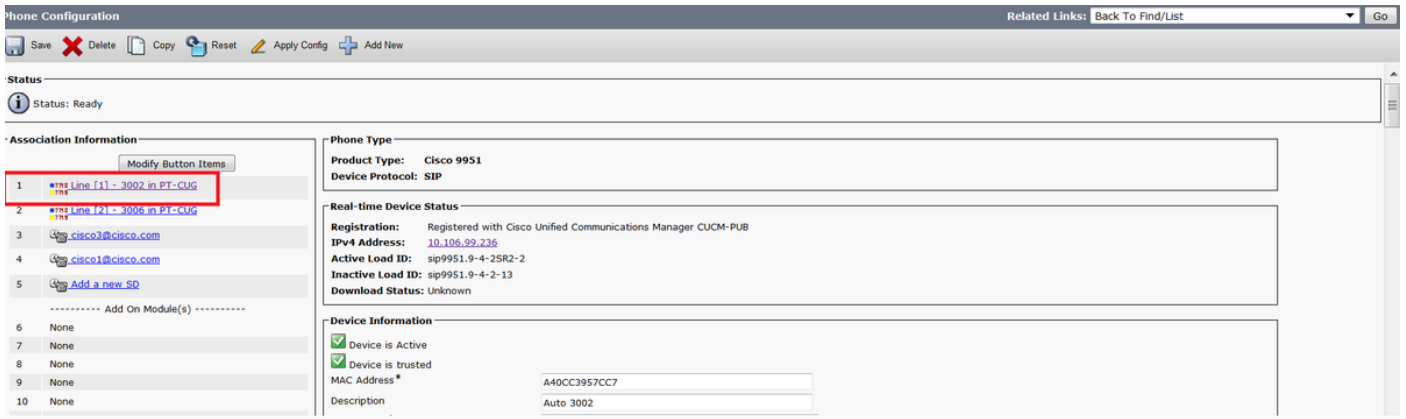 Phone Configuration
Related Links: Back To Find/List Go
Save Delete Copy Reset Apply Config Add New
Status
Status: Ready
Association Information
Modify Button Items
1 Line [1] - 3002 in PT-CUG
2 Line [2] - 3006 in PT-CUG
3 cisco3@cisco.com
4 cisco1@cisco.com
5 Add a new SD
---------- Add On Module(s) ----------
6 None
7 None
8 None
9 None
10 None
Phone Type
Product Type: Cisco 9951
Device Protocol: SIP
Real-time Device Status
Registration: Registered with Cisco Unified Communications Manager CUCM-PUB
IPv4 Address: 10.106.99.236
Active Load ID: sip9951.9-4-2SR2-2
Inactive Load ID: sip9951.9-4-2-13
Download Status: Unknown
Device Information
Device is Active
Device is trusted
MAC Address* A40CC3957CC7
Description Auto 3002